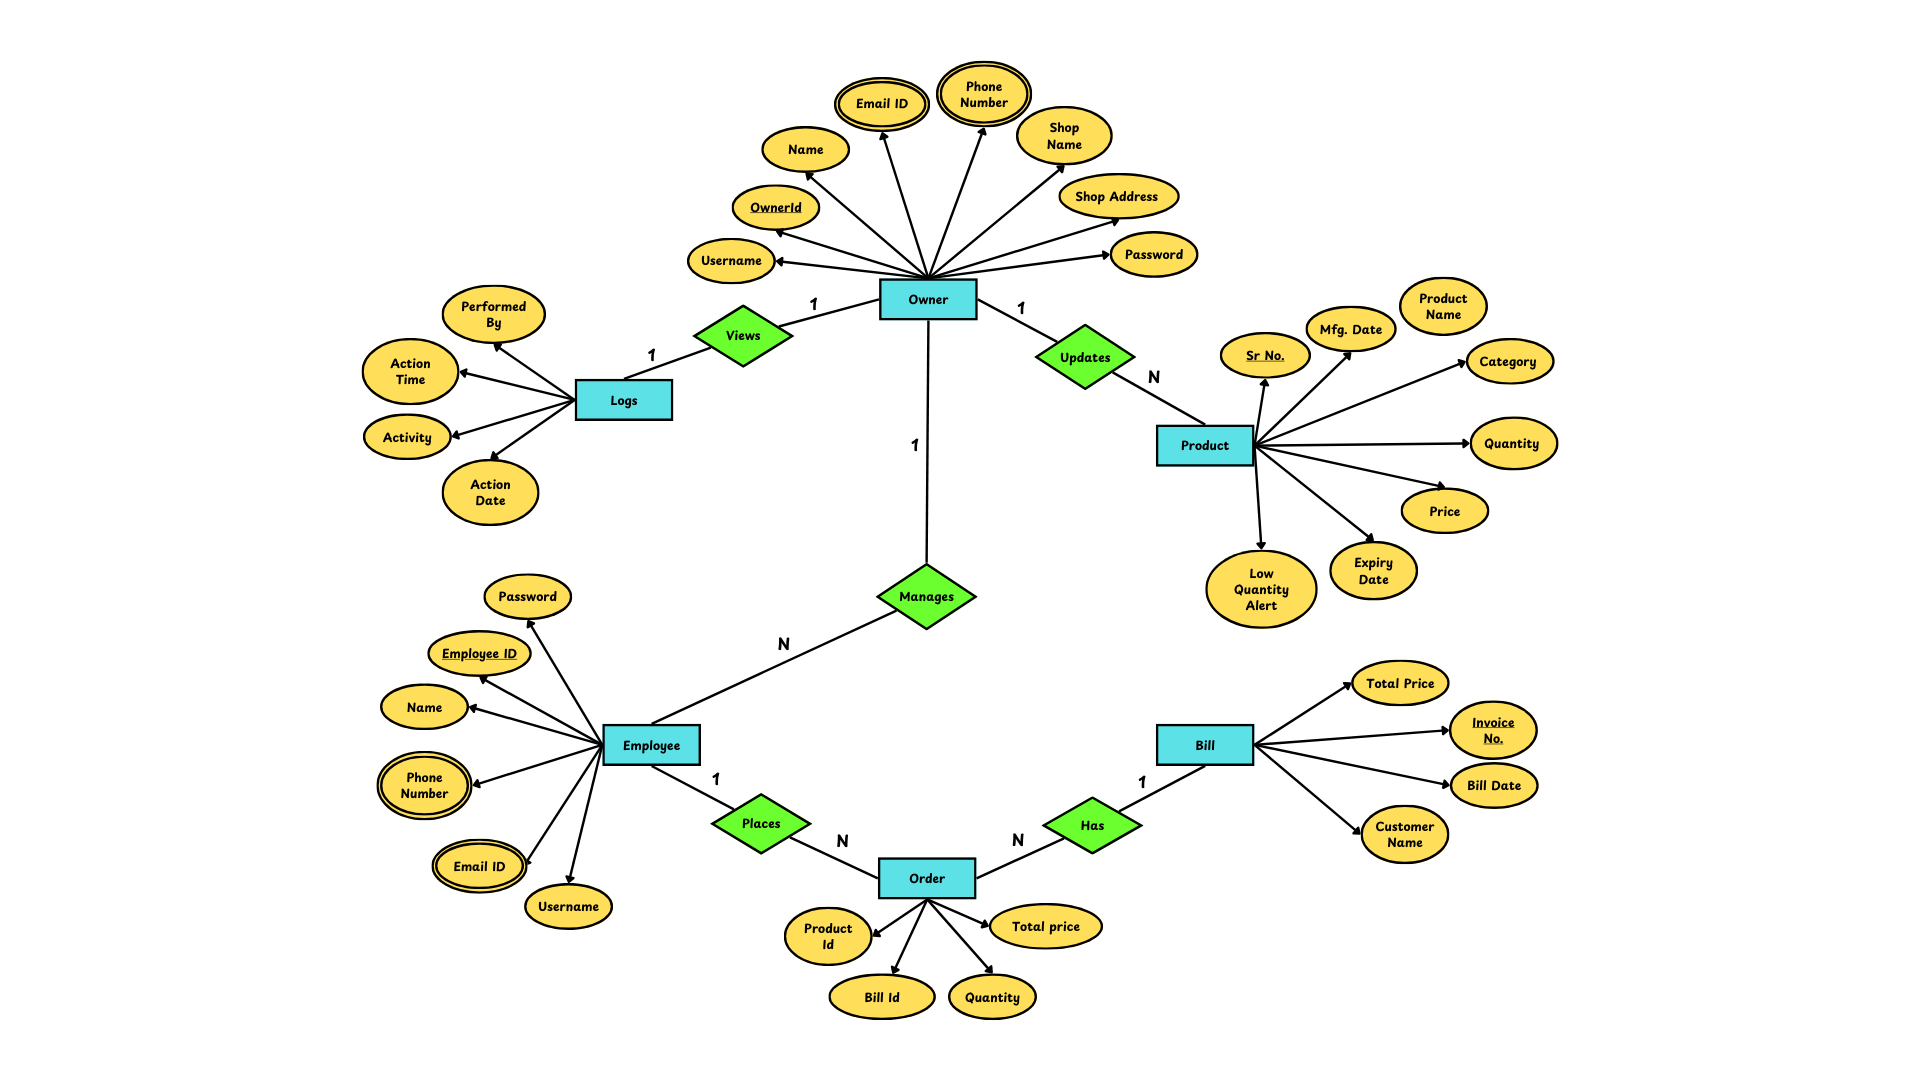 Phone
Number
Email ID
Shop
Name
Name
Shop Address
OwnerId
Password
Username
Owner
1
1
Views
1
Updates
N
Logs
Performed
By
Action
Time
Activity
Action
Date
Product
Name
Mfg. Date
Sr No.
Category
Product
Quantity
Price
Expiry
Date
Low
Quantity
Alert
1
Manages
N
Password
Employee ID
Name
Phone
Number
Email ID
Username
Employee
1
Places
N
Order
Product
Id
Bill Id
Quantity
Total price
N
Has
1
Bill
Total Price
Invoice
No.
Bill Date
Customer
Name